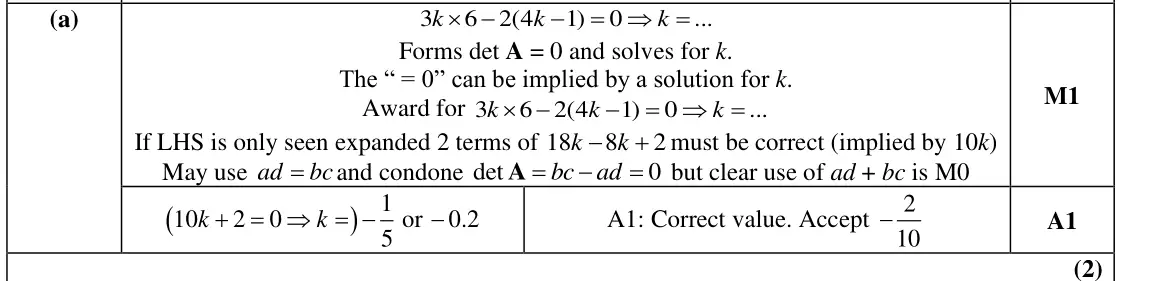 (a)
3k × 6 − 2(4k − 1) = 0 ⇒ k = ...
Forms det A = 0 and solves for k.
The “ = 0” can be implied by a solution for k.
Award for 3k × 6 − 2(4k − 1) = 0 ⇒ k = ...
If LHS is only seen expanded 2 terms of 18k − 8k + 2 must be correct (implied by 10k)
May use ad = bc and condone det A = bc − ad = 0 but clear use of ad + bc is M0
M1
(10k + 2 = 0 ⇒ k =) −1/5 or − 0.2
A1: Correct value. Accept −2/10
A1
(2)